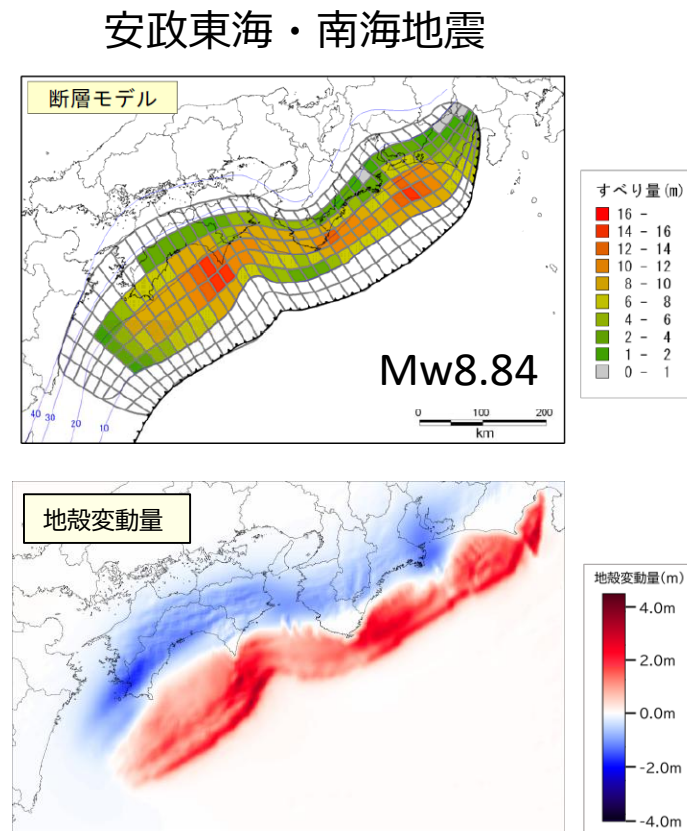 安政東海・南海地震
断層モデル
すべり量(m)
16 -
14 - 16
12 - 14
10 - 12
8 - 10
6 - 8
4 - 6
2 - 4
1 - 2
0 - 1
Mw8.84
0 100 200
km
40 30 20 10
地殻変動量
地殻変動量(m)
4.0m
2.0m
0.0m
-2.0m
-4.0m